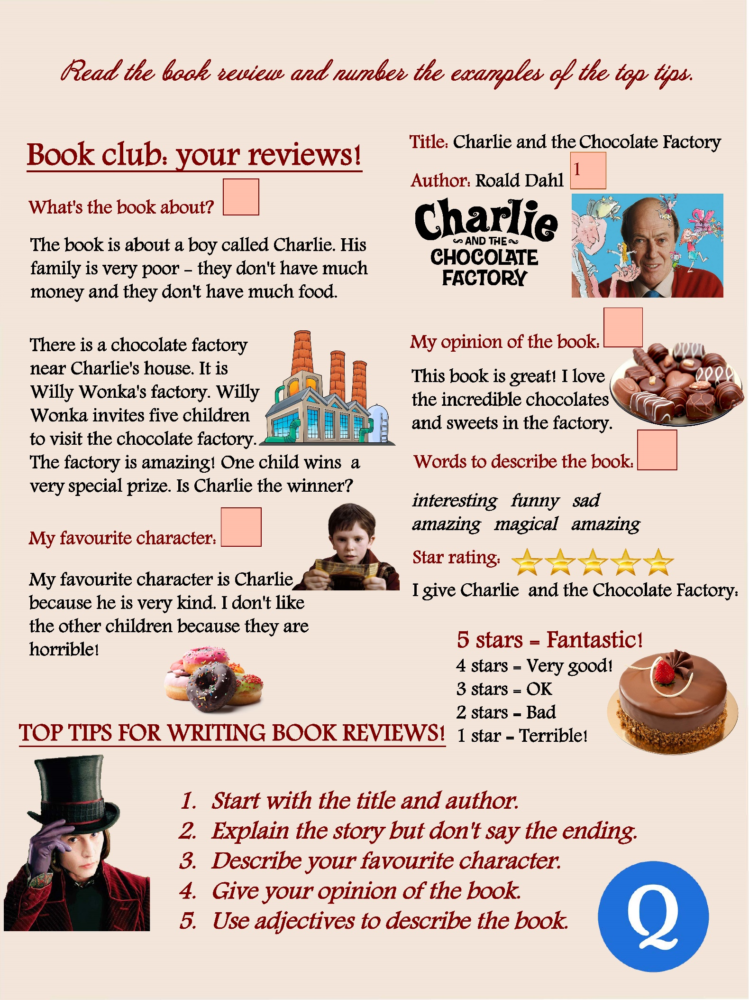 Read the book review and number the examples of the top tips.
Book club: your reviews!
What's the book about?
The book is about a boy called Charlie. His
family is very poor – they don't have much
money and they don't have much food.
There is a chocolate factory
near Charlie's house. It is
Willy Wonka's factory. Willy
Wonka invites five children
to visit the chocolate factory.
The factory is amazing! One child wins a
very special prize. Is Charlie the winner?
My favourite character:
My favourite character is Charlie
because he is very kind. I don't like
the other children because they are
horrible!
Title: Charlie and the Chocolate Factory
Author: Roald Dahl
1
Charlie
AND THE
CHOCOLATE
FACTORY
My opinion of the book:
This book is great! I love
the incredible chocolates
and sweets in the factory.
Words to describe the book:
interesting funny sad
amazing magical amazing
Star rating:
I give Charlie and the Chocolate Factory:
5 stars = Fantastic!
4 stars = Very good!
3 stars = OK
2 stars = Bad
1 star = Terrible!
TOP TIPS FOR WRITING BOOK REVIEWS!
1. Start with the title and author.
2. Explain the story but don't say the ending.
3. Describe your favourite character.
4. Give your opinion of the book.
5. Use adjectives to describe the book.
Q